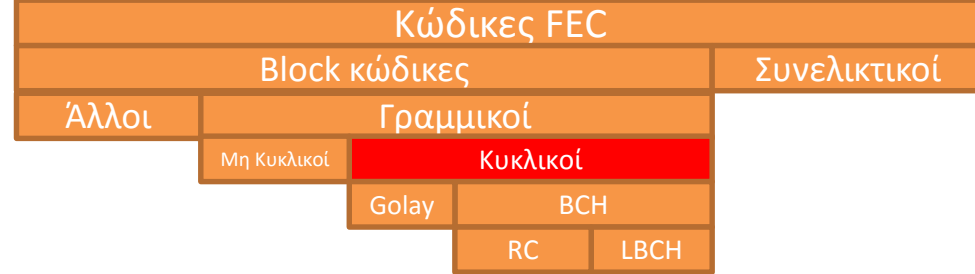 Κώδικες FEC
Block κώδικες Συνελικτικοί
Άλλοι Γραμμικοί
Μη Κυκλικοί Κυκλικοί
Golay BCH
RC LBCH